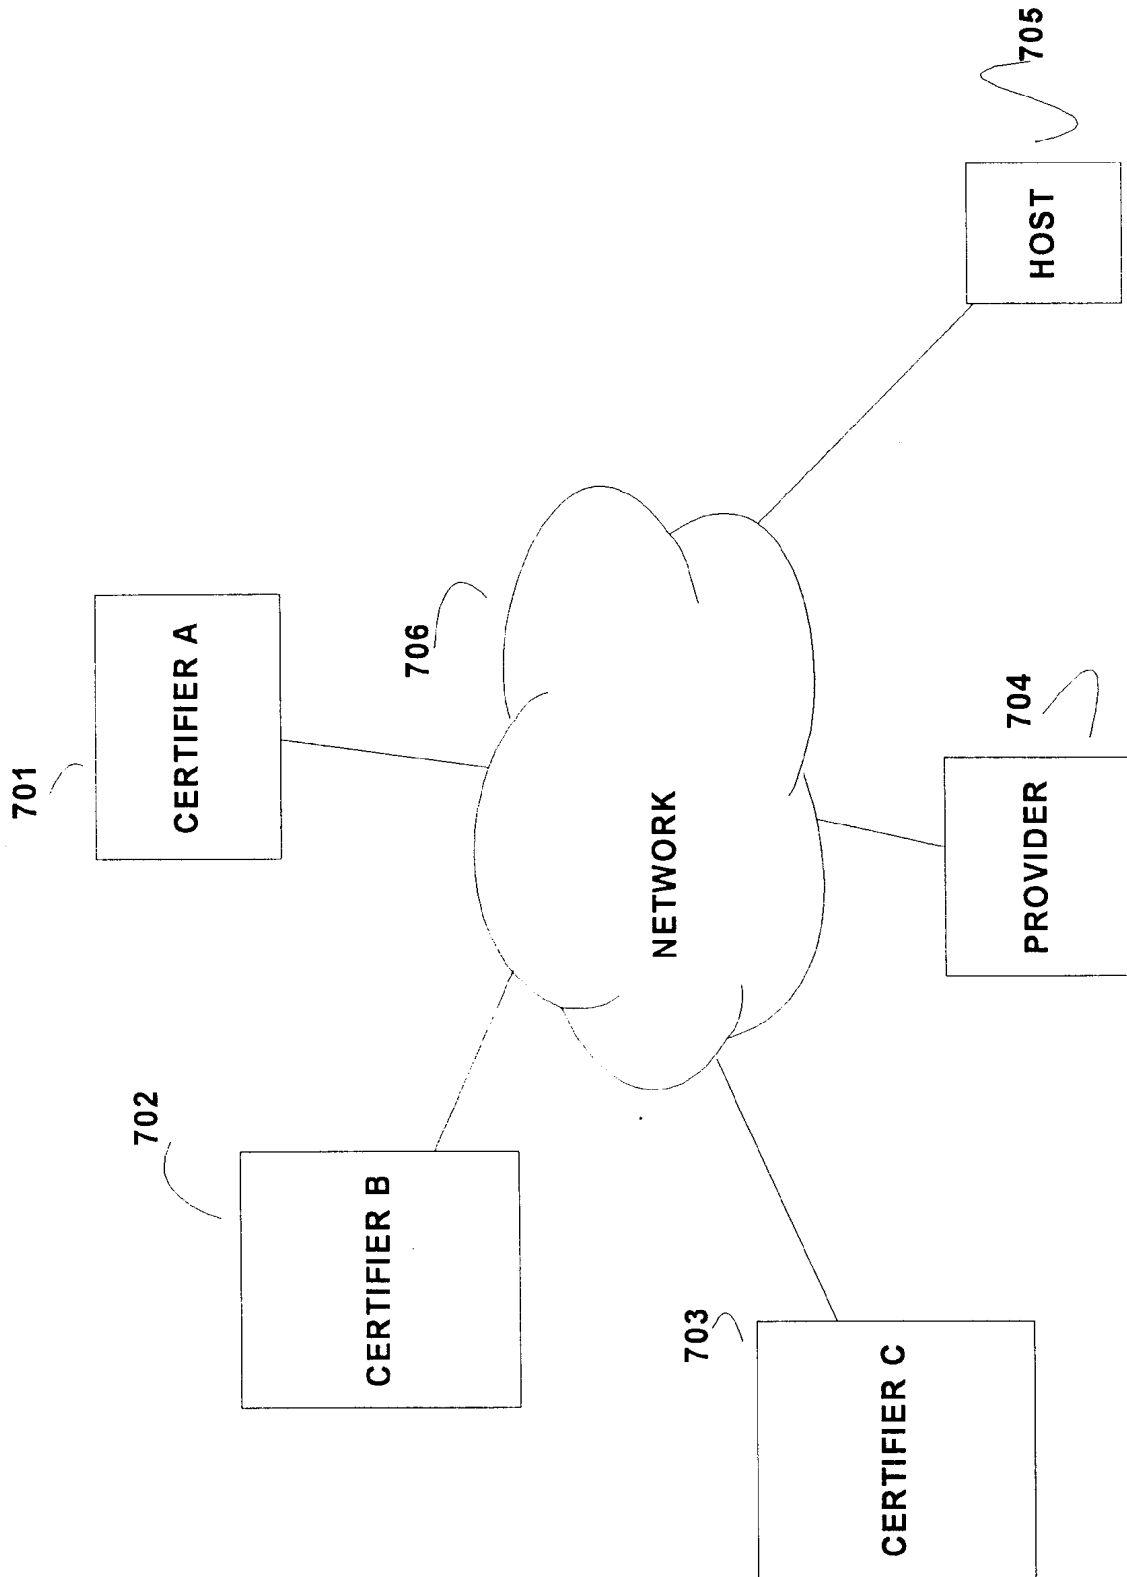 703
CERTIFIER C
702
CERTIFIER B
701
CERTIFIER A
706
NETWORK
704
PROVIDER
705
HOST